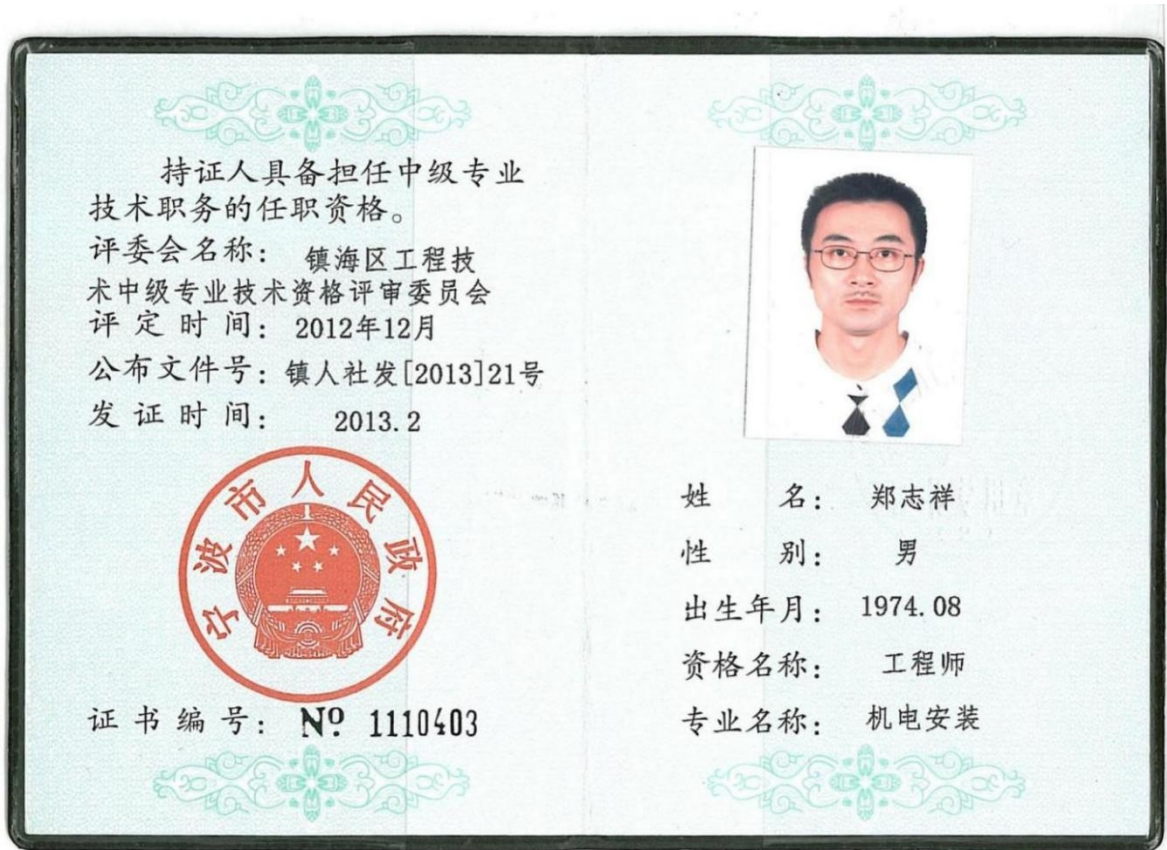 持证人具备担任中级专业
技术职务的任职资格。
评委会名称: 镇海区工程技
术中级专业技术资格评审委员会
评定时间: 2012年12月
公布文件号: 镇人社发[2013]21号
发证时间: 2013.2
宁波市人民政府
证书编号: Nº 1110403
姓名: 郑志祥
性别: 男
出生年月: 1974.08
资格名称: 工程师
专业名称: 机电安装